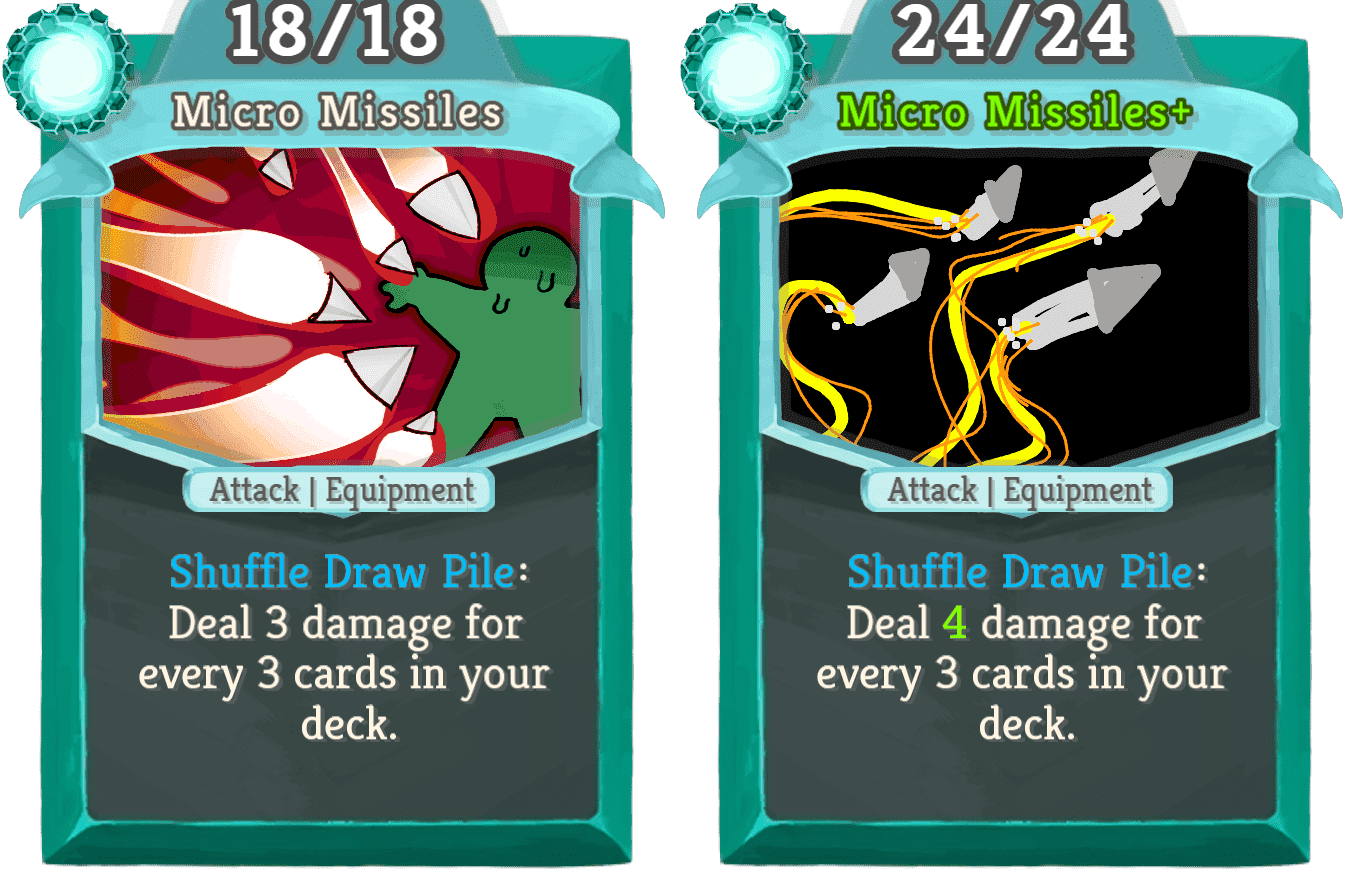 18/18
Micro Missiles
Attack | Equipment
Shuffle Draw Pile:
Deal 3 damage for
every 3 cards in your
deck.
24/24
Micro Missiles+
Attack | Equipment
Shuffle Draw Pile:
Deal 4 damage for
every 3 cards in your
deck.